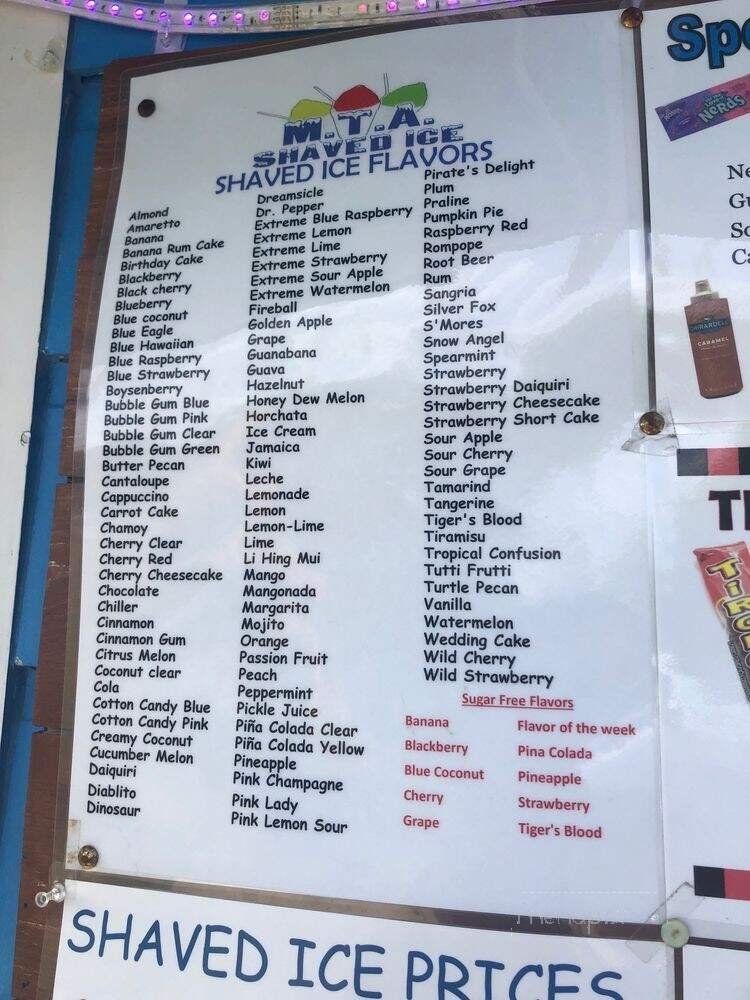 M.T.A.
SHAVED ICE
SHAVED ICE FLAVORS
Almond
Amaretto
Banana
Banana Rum Cake
Birthday Cake
Blackberry
Black cherry
Blueberry
Blue coconut
Blue Eagle
Blue Hawaiian
Blue Raspberry
Blue Strawberry
Boysenberry
Bubble Gum Blue
Bubble Gum Pink
Bubble Gum Clear
Bubble Gum Green
Butter Pecan
Cantaloupe
Cappuccino
Carrot Cake
Chamoy
Cherry Clear
Cherry Red
Cherry Cheesecake
Chocolate
Chiller
Cinnamon
Cinnamon Gum
Citrus Melon
Coconut clear
Cola
Cotton Candy Blue
Cotton Candy Pink
Creamy Coconut
Cucumber Melon
Daiquiri
Diablito
Dinosaur
Dreamsicle
Dr. Pepper
Extreme Blue Raspberry
Extreme Lemon
Extreme Lime
Extreme Strawberry
Extreme Sour Apple
Extreme Watermelon
Fireball
Golden Apple
Grape
Guanabana
Guava
Hazelnut
Honey Dew Melon
Horchata
Ice Cream
Jamaica
Kiwi
Leche
Lemonade
Lemon
Lemon-Lime
Lime
Li Hing Mui
Mango
Mangonada
Margarita
Mojito
Orange
Passion Fruit
Peach
Peppermint
Pickle Juice
Piña Colada Clear
Piña Colada Yellow
Pineapple
Pink Champagne
Pink Lady
Pink Lemon Sour
Pirate's Delight
Plum
Praline
Pumpkin Pie
Raspberry Red
Rompope
Root Beer
Rum
Sangria
Silver Fox
S'Mores
Snow Angel
Spearmint
Strawberry
Strawberry Daiquiri
Strawberry Cheesecake
Strawberry Short Cake
Sour Apple
Sour Cherry
Sour Grape
Tamarind
Tangerine
Tiger's Blood
Tiramisu
Tropical Confusion
Tutti Frutti
Turtle Pecan
Vanilla
Watermelon
Wedding Cake
Wild Cherry
Wild Strawberry
Sugar Free Flavors
Banana
Blackberry
Blue Coconut
Cherry
Grape
Flavor of the week
Pina Colada
Pineapple
Strawberry
Tiger's Blood
SHAVED ICE PRICES
Spe
NERDS
Ne
Gu
So
Ca
GHIRARDELLI
CARAMEL